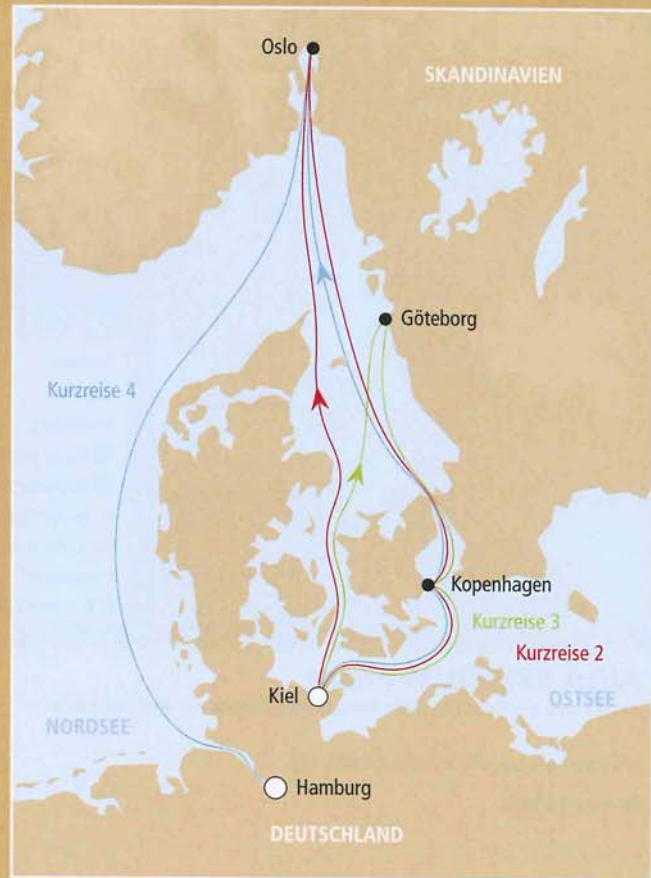 Oslo
SKANDINAVIEN
Göteborg
Kurzreise 4
Kopenhagen
Kurzreise 3
Kurzreise 2
Kiel
OSTSEE
NORDSEE
Hamburg
DEUTSCHLAND